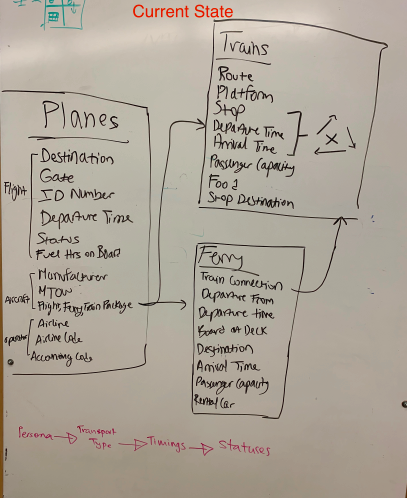 Current State
Planes
Flight
Destination
Gate
ID Number
Departure Time
Status
Fuel Hrs on Board
Aircraft
Manufacturer
MTOW
Flight, Ferry, Train Package
operator
Airline
Airline Code
Accounting Code
Trains
Route
Platform
Stop
Departure Time
Arrival Time
X
Passenger Capacity
Food
Stop Destination
Ferry
Train Connection
Departure From
Departure time
Board at Deck
Destination
Arrival Time
Passenger Capacity
Rental Car
Persona
Transport
Type
Timings
Statuses